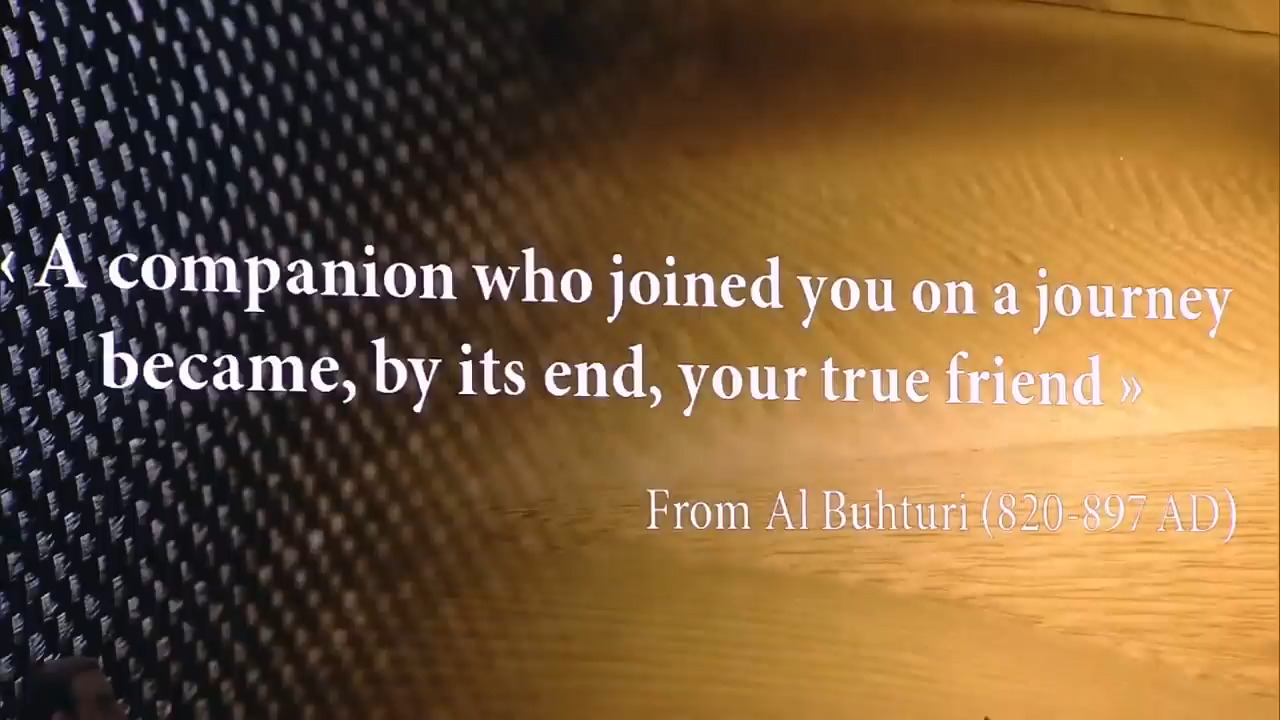 « A companion who joined you on a journey
became, by its end, your true friend »
From Al Buhturi (820-897 AD)